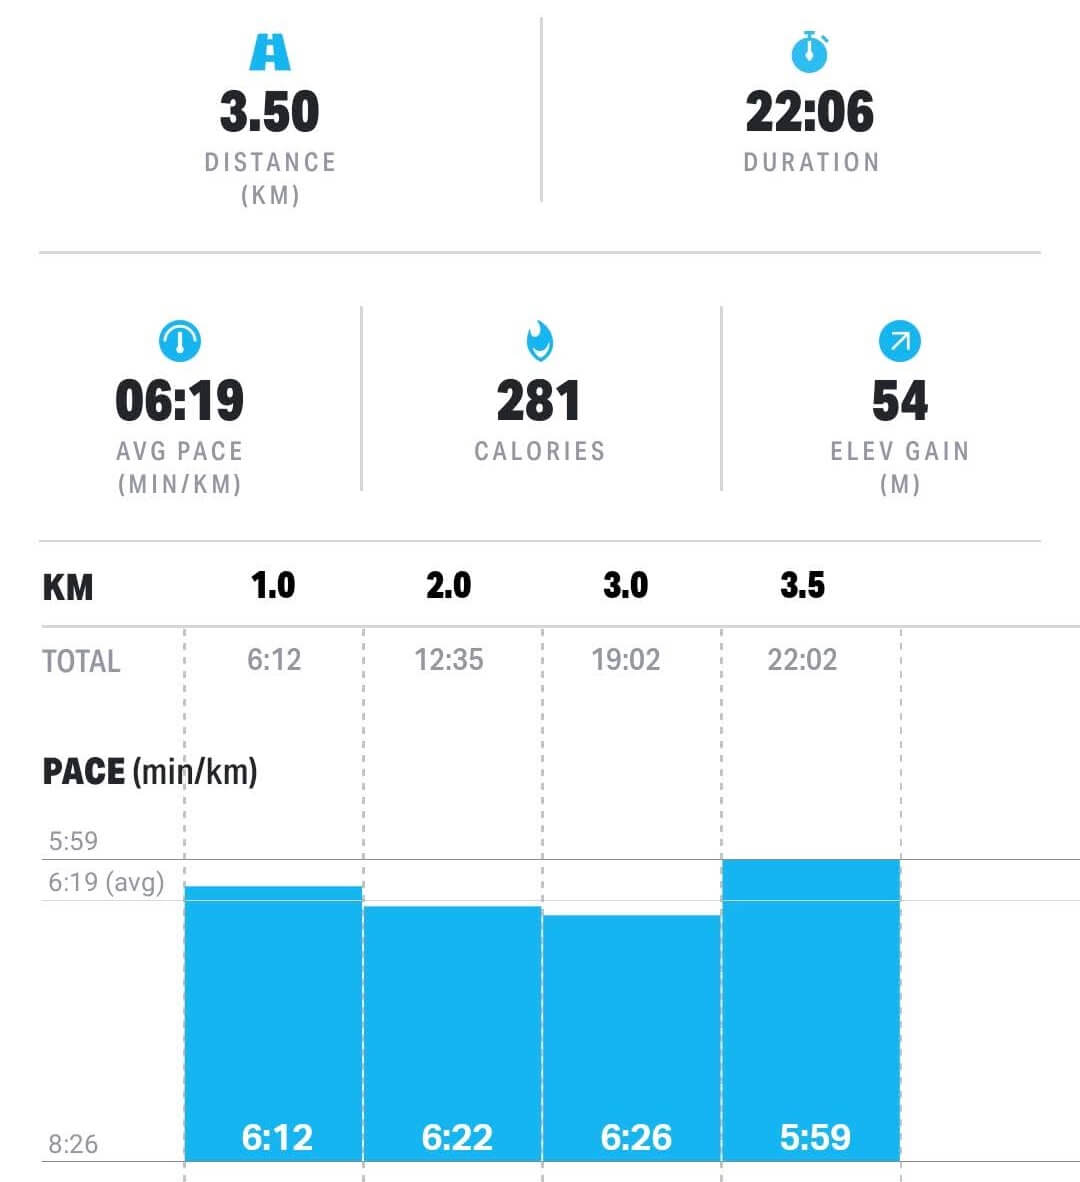 3.50
DISTANCE
(KM)
22:06
DURATION
06:19
AVG PACE
(MIN/KM)
281
CALORIES
54
ELEV GAIN
(M)
KM 1.0 2.0 3.0 3.5
TOTAL 6:12 12:35 19:02 22:02
PACE (min/km)
5:59
6:19 (avg)
8:26 6:12 6:22 6:26 5:59